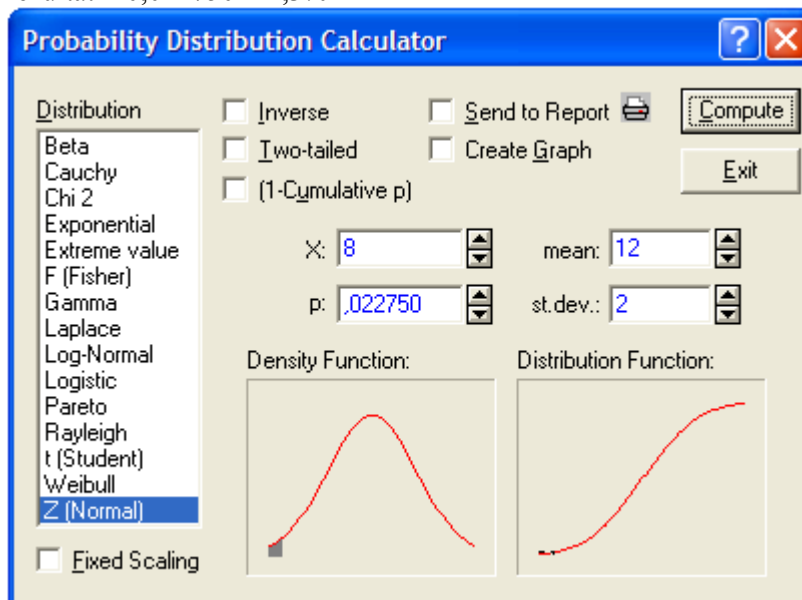 Probability Distribution Calculator
Distribution
Beta
Cauchy
Chi 2
Exponential
Extreme value
F (Fisher)
Gamma
Laplace
Log-Normal
Logistic
Pareto
Rayleigh
t (Student)
Weibull
Z (Normal)
Fixed Scaling
Inverse
Two-tailed
(1-Cumulative p)
Send to Report
Create Graph
Compute
Exit
X: 8
mean: 12
p: ,022750
st.dev.: 2
Density Function:
Distribution Function: